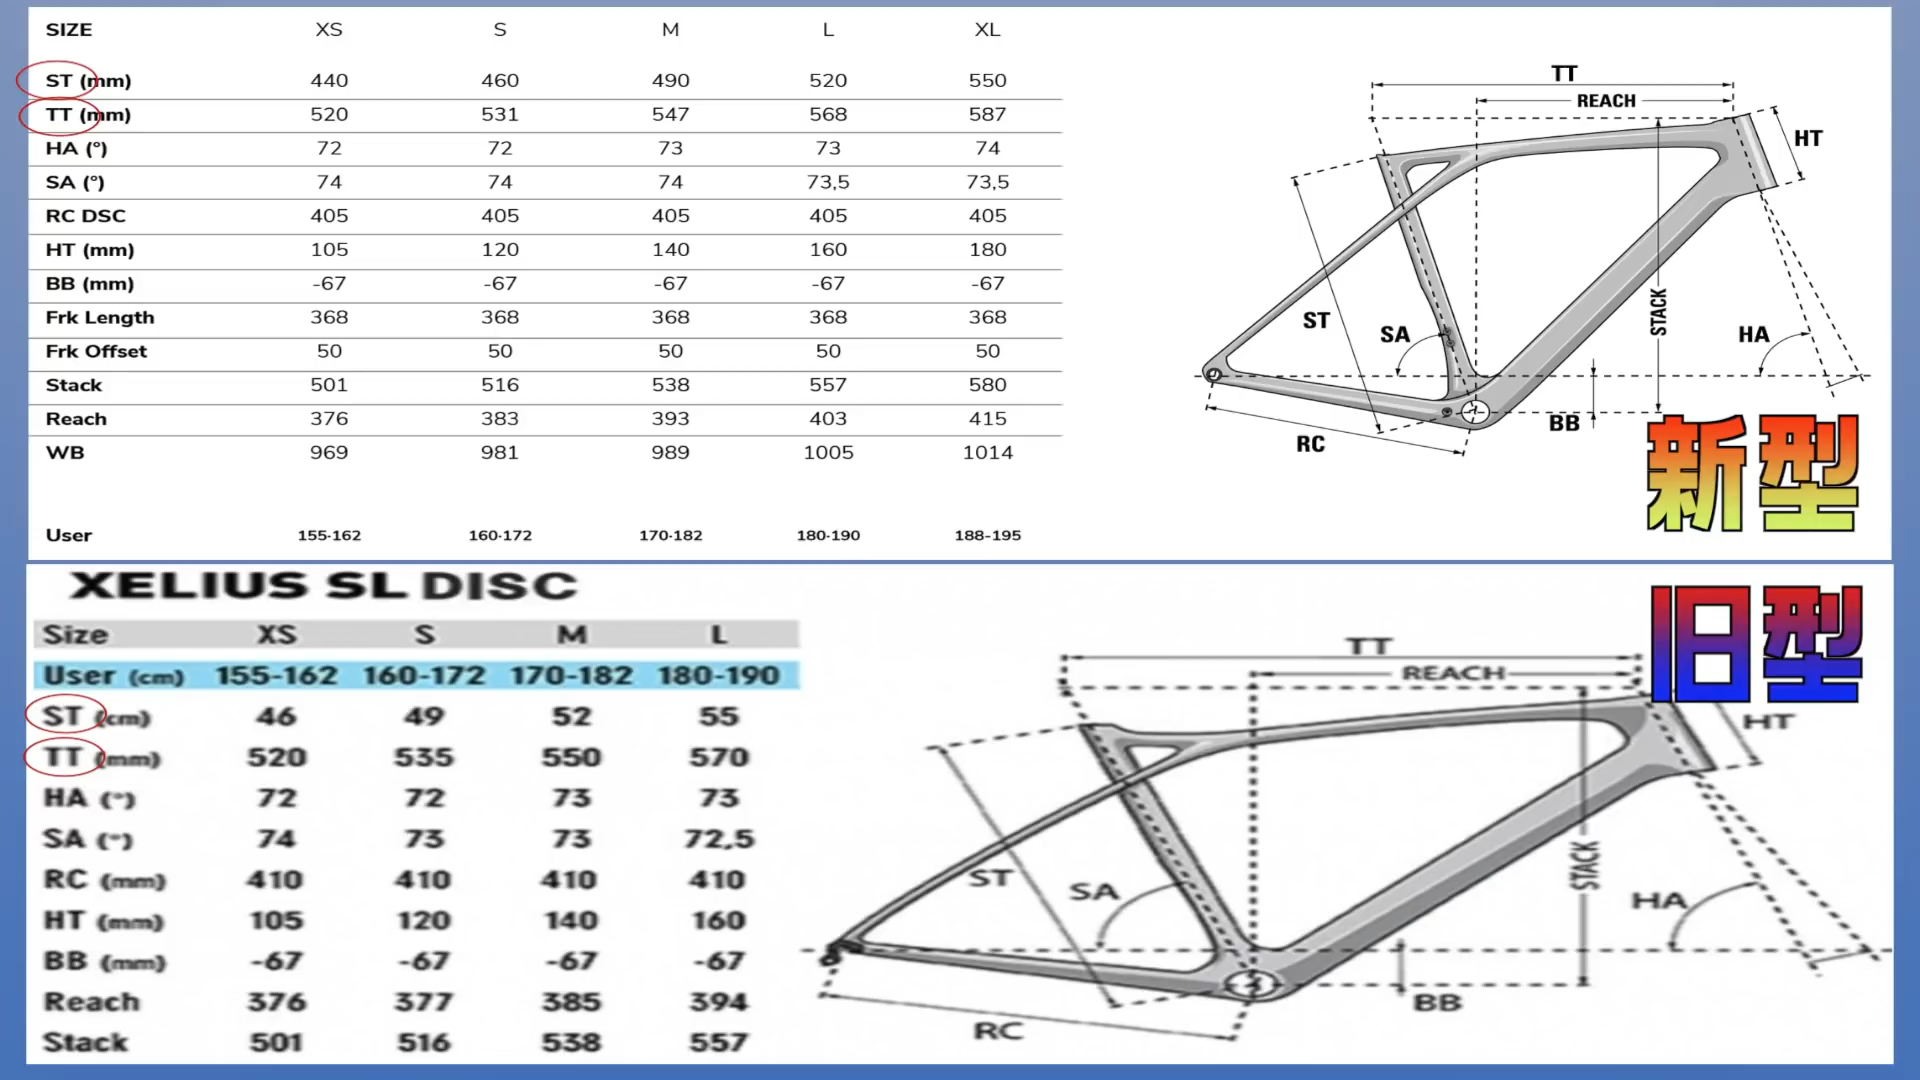 SIZE XS S M L XL
ST (mm) 440 460 490 520 550
TT (mm) 520 531 547 568 587
HA (°) 72 72 73 73 74
SA (°) 74 74 74 73,5 73,5
RC DSC 405 405 405 405 405
HT (mm) 105 120 140 160 180
BB (mm) -67 -67 -67 -67 -67
Frk Length 368 368 368 368 368
Frk Offset 50 50 50 50 50
Stack 501 516 538 557 580
Reach 376 383 393 403 415
WB 969 981 989 1005 1014
User 155-162 160-172 170-182 180-190 188-195
TT
REACH
HT
ST
SA
STACK
HA
BB
RC
新型
XELIUS SL DISC
Size XS S M L
User (cm) 155-162 160-172 170-182 180-190
ST (cm) 46 49 52 55
TT (mm) 520 535 550 570
HA (°) 72 72 73 73
SA (°) 74 73 73 72,5
RC (mm) 410 410 410 410
HT (mm) 105 120 140 160
BB (mm) -67 -67 -67 -67
Reach 376 377 385 394
Stack 501 516 538 557
旧型
TT
REACH
HT
ST
SA
STACK
HA
BB
RC